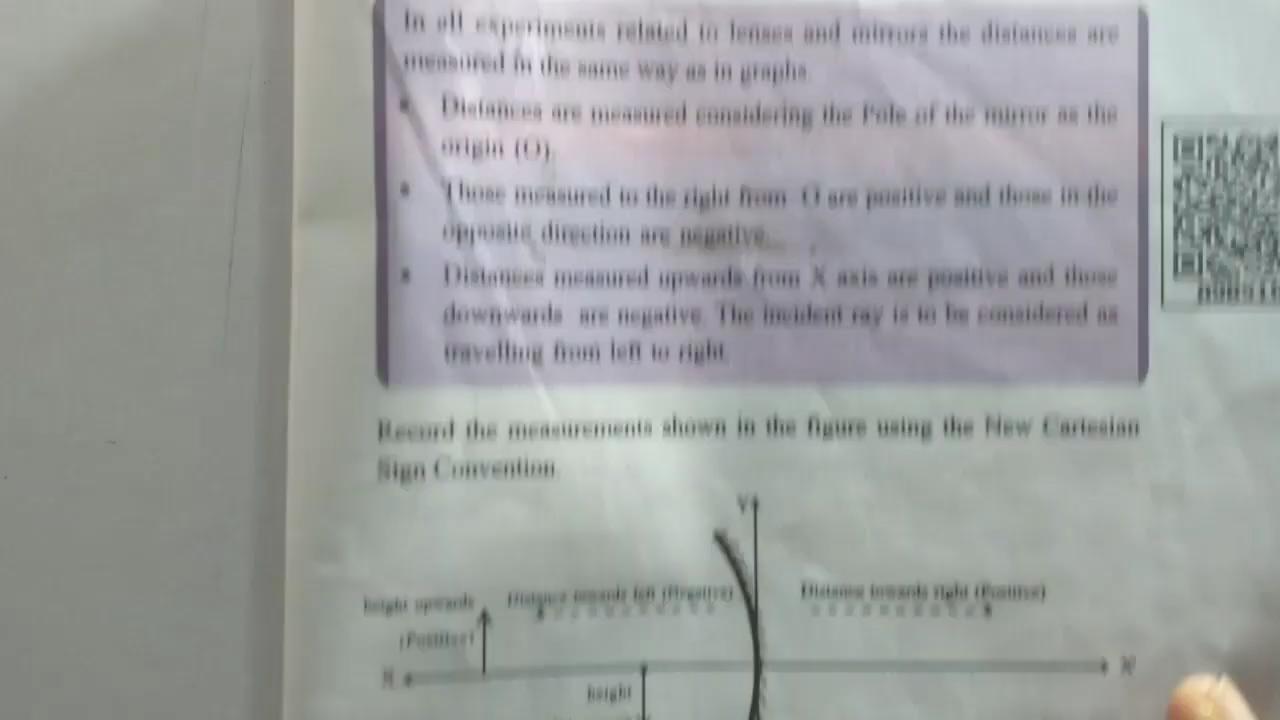 In all experiments related to lenses and mirrors the distances are
measured in the same way as in graphs.
• Distances are measured considering the Pole of the mirror as the
origin (O).
• Those measured to the right from O are positive and those in the
opposite direction are negative.
• Distances measured upwards from X axis are positive and those
downwards are negative. The incident ray is to be considered as
travelling from left to right.
Record the measurements shown in the figure using the New Cartesian
Sign Convention.
Y
height upwards
(Positive)
Distance towards left (Negative)
Distance towards right (Positive)
X
X'
height